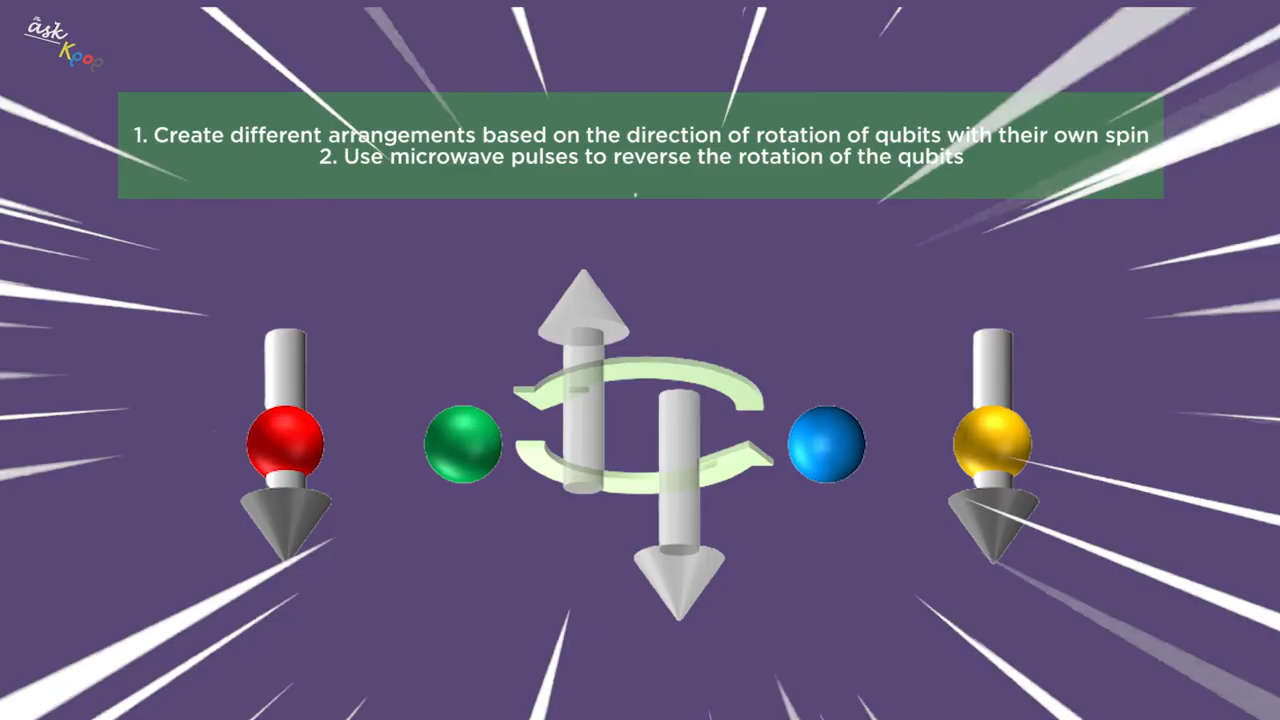 âsk
Kpop
1. Create different arrangements based on the direction of rotation of qubits with their own spin
2. Use microwave pulses to reverse the rotation of the qubits